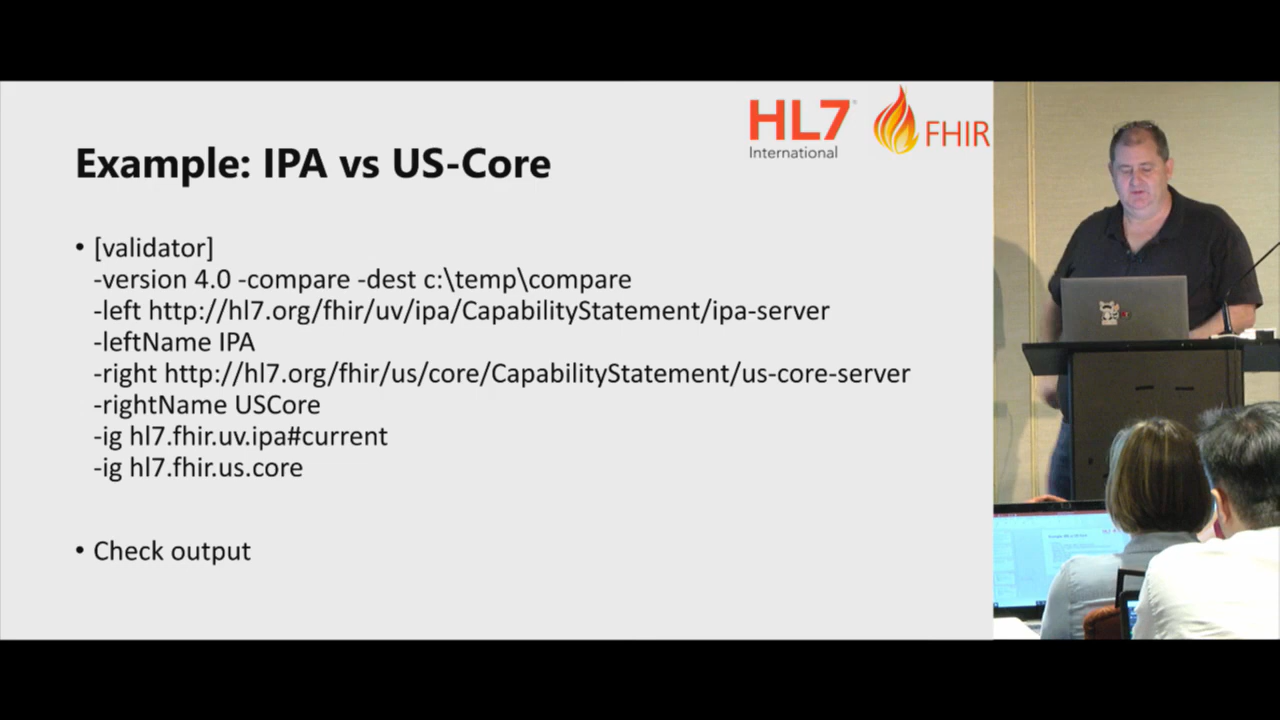 HL7
International
FHIR
Example: IPA vs US-Core
• [validator]
-version 4.0 -compare -dest c:\temp\compare
-left http://hl7.org/fhir/uv/ipa/CapabilityStatement/ipa-server
-leftName IPA
-right http://hl7.org/fhir/us/core/CapabilityStatement/us-core-server
-rightName USCore
-ig hl7.fhir.uv.ipa#current
-ig hl7.fhir.us.core
• Check output